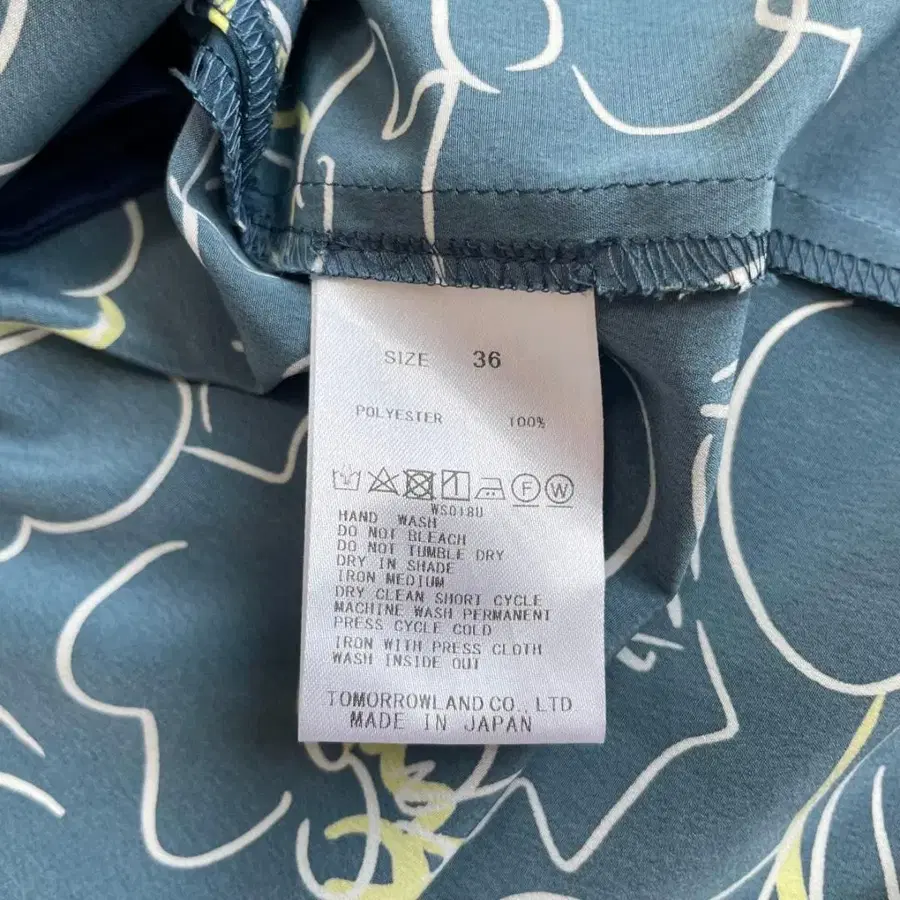 SIZE 36
POLYESTER 100%
F W
WS018U
HAND WASH
DO NOT BLEACH
DO NOT TUMBLE DRY
DRY IN SHADE
IRON MEDIUM
DRY CLEAN SHORT CYCLE
MACHINE WASH PERMANENT
PRESS CYCLE COLD
IRON WITH PRESS CLOTH
WASH INSIDE OUT
TOMORROWLAND CO., LTD
MADE IN JAPAN